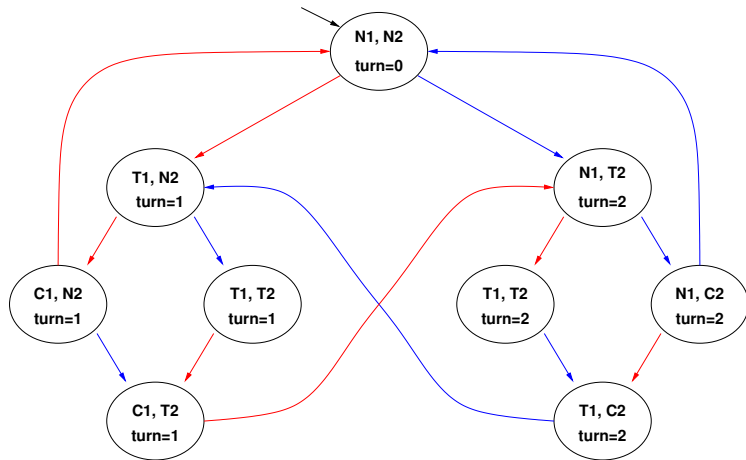 N1, N2
turn=0
T1, N2
turn=1
N1, T2
turn=2
C1, N2
turn=1
T1, T2
turn=1
T1, T2
turn=2
N1, C2
turn=2
C1, T2
turn=1
T1, C2
turn=2